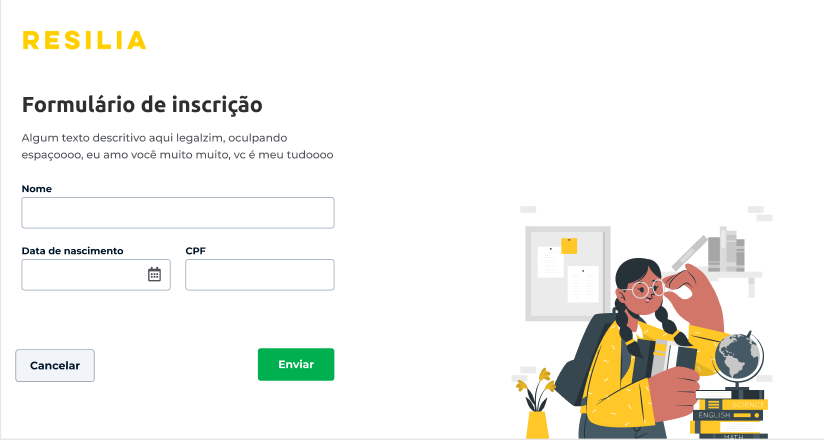 RESILIA
Formulário de inscrição
Algum texto descritivo aqui legalzim, oculpando
espaçoooo, eu amo você muito muito, vc é meu tudoooo
Nome
Data de nascimento
CPF
Cancelar
Enviar
SCIENCE
ENGLISH
MATH